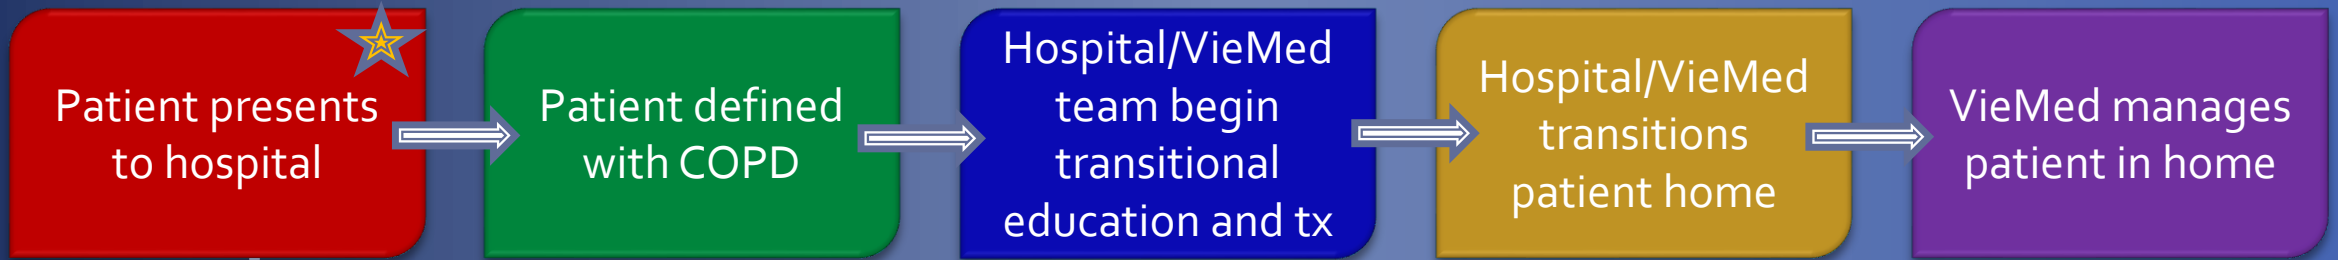 Patient presents
to hospital
Patient defined
with COPD
Hospital/VieMed
team begin
transitional
education and tx
Hospital/VieMed
transitions
patient home
VieMed manages
patient in home